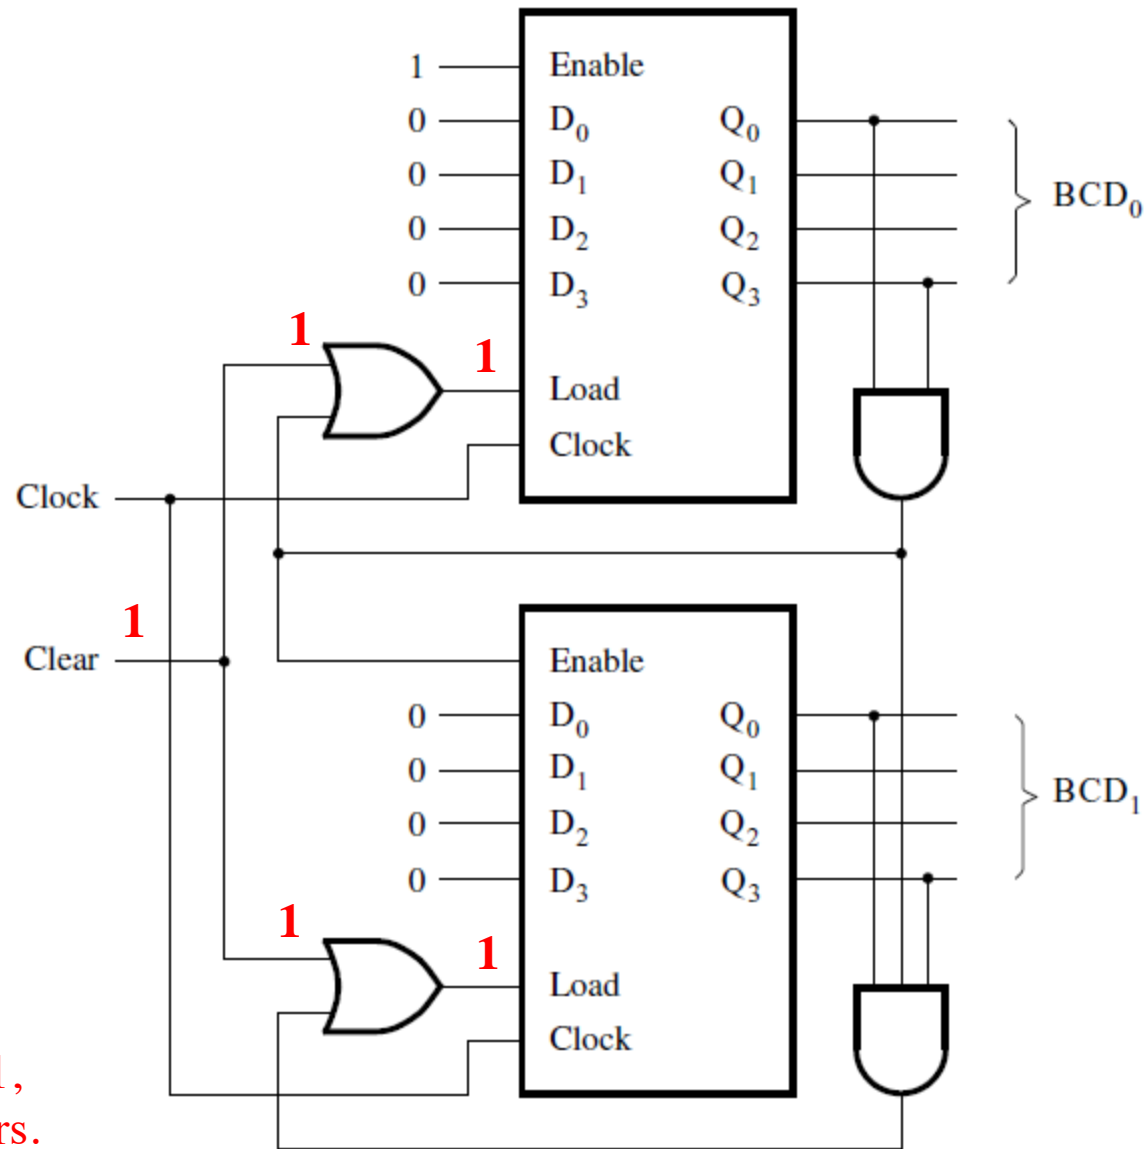 1 Enable
0 D0 Q0
0 D1 Q1
0 D2 Q2
0 D3 Q3
BCD0
1
1 Load
Clock
Clock
1
Clear
Enable
0 D0 Q0
0 D1 Q1
0 D2 Q2
0 D3 Q3
BCD1
1
1 Load
Clock